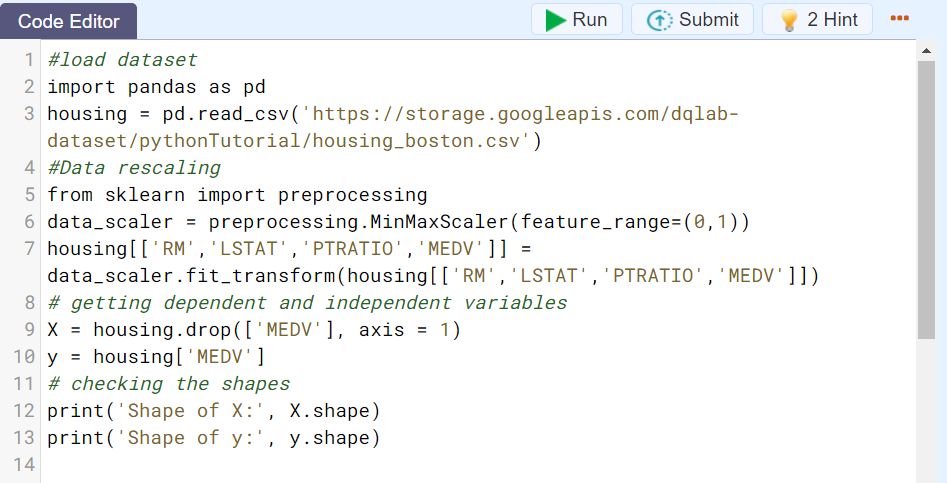 Code Editor Run Submit 2 Hint
1 #load dataset
2 import pandas as pd
3 housing = pd.read_csv('https://storage.googleapis.com/dqlab-
dataset/pythonTutorial/housing_boston.csv')
4 #Data rescaling
5 from sklearn import preprocessing
6 data_scaler = preprocessing.MinMaxScaler(feature_range=(0,1))
7 housing[['RM','LSTAT','PTRATIO','MEDV']] =
data_scaler.fit_transform(housing[['RM','LSTAT','PTRATIO','MEDV']])
8 # getting dependent and independent variables
9 X = housing.drop(['MEDV'], axis = 1)
10 y = housing['MEDV']
11 # checking the shapes
12 print('Shape of X:', X.shape)
13 print('Shape of y:', y.shape)
14